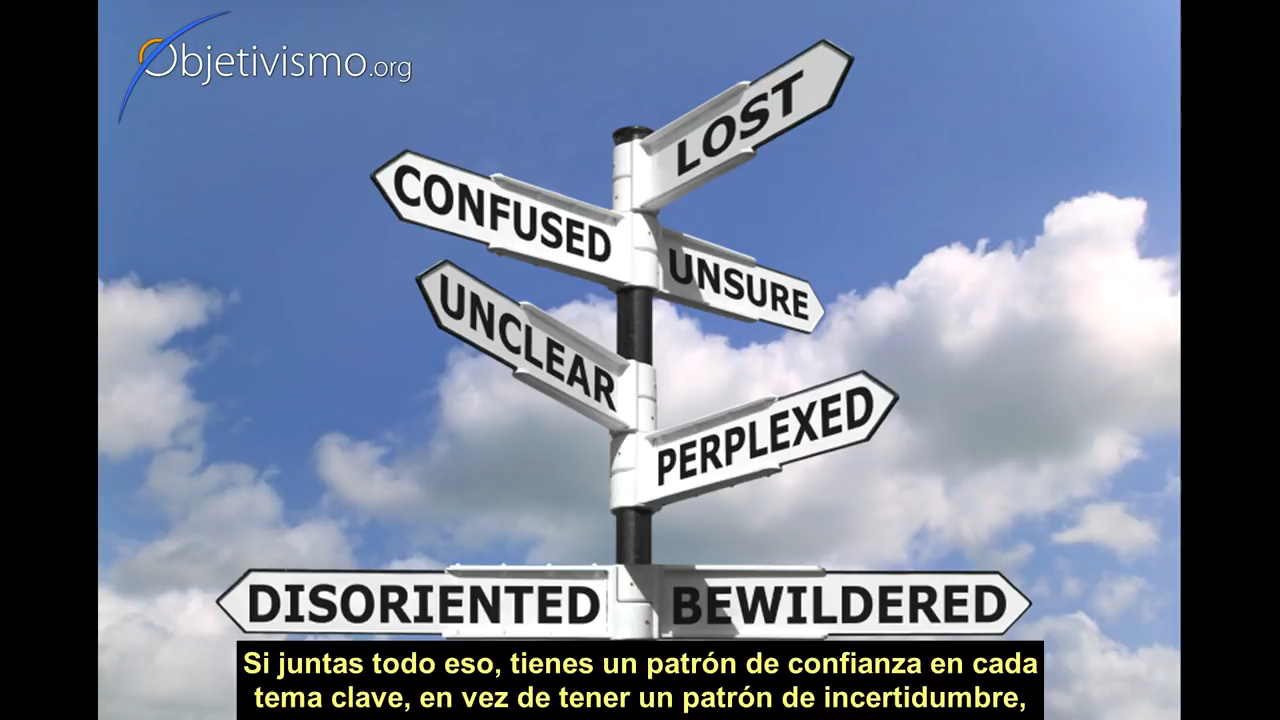 Objetivismo.org
LOST
CONFUSED
UNSURE
UNCLEAR
PERPLEXED
DISORIENTED
BEWILDERED
Si juntas todo eso, tienes un patrón de confianza en cada
tema clave, en vez de tener un patrón de incertidumbre,